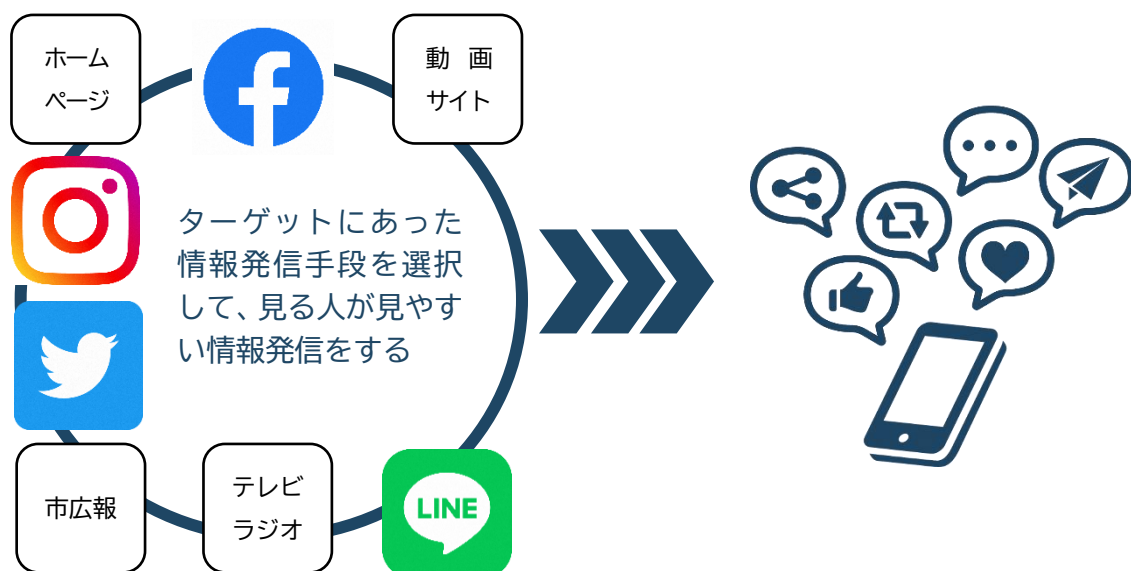 ホーム
ページ
動 画
サイト
ターゲットにあった
情報発信手段を選択
して、見る人が見やす
い情報発信をする
市広報
テレビ
ラジオ
LINE